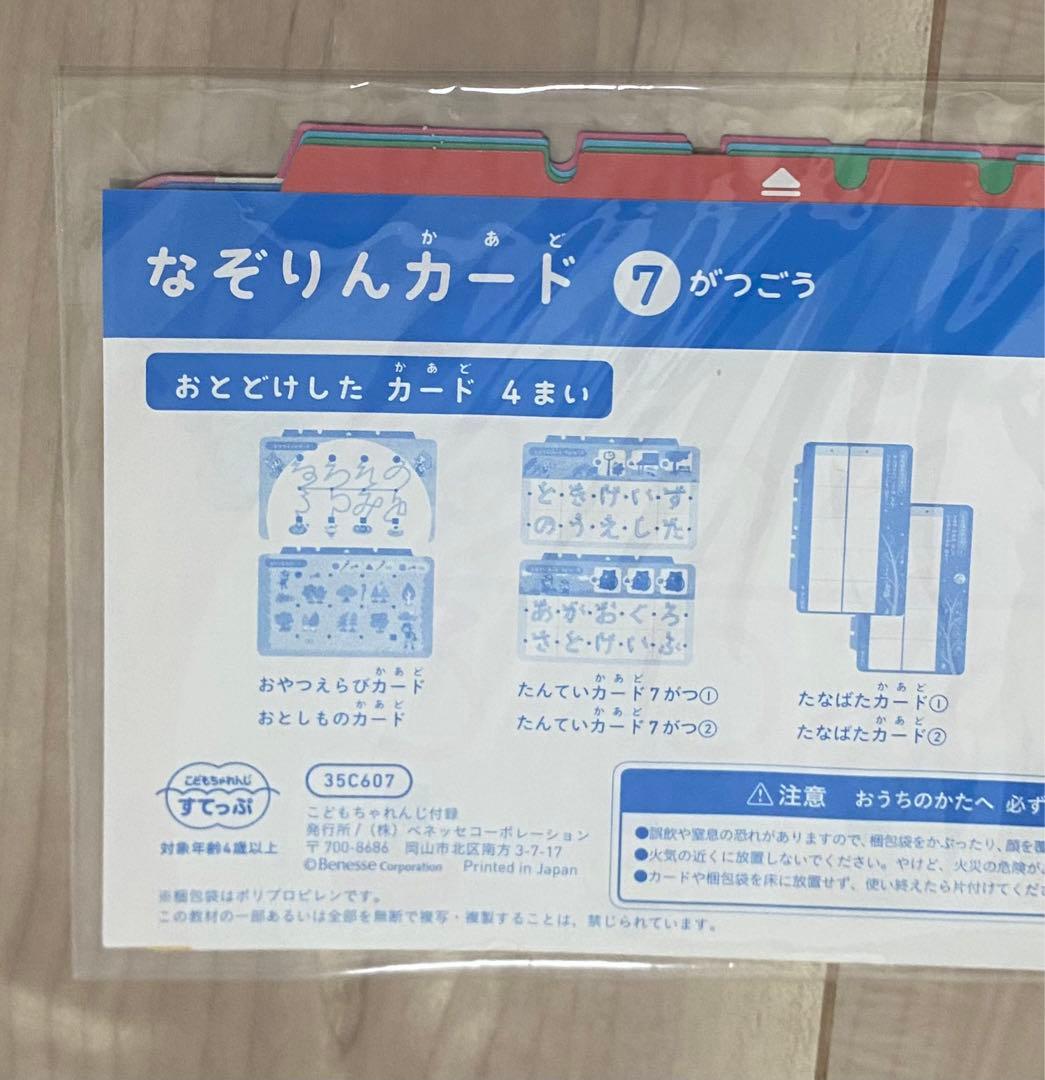 か あ ど
なぞりんカード 7がつごう
か あ ど
おとどけした カード 4まい
ときけいす
のうえした
あがおくろ
さとけいふ
か あ ど
おやつえらびカード
か あ ど
おとしものカード
か あ ど
たんていカード7がつ①
か あ ど
たんていカード7がつ②
か あ ど
たなばたカード①
か あ ど
たなばたカード②
こどもちゃれんじ
すてっぷ
対象年齢4歳以上
35C607
こどもちゃれんじ付録
発行所/(株)ベネッセコーポレーション
〒700-8686 岡山市北区南方3-7-17
©Benesse Corporation Printed in Japan
※梱包袋はポリプロピレンです。
この教材の一部あるいは全部を無断で複写・複製することは、禁じられています。
⚠注意 おうちのかたへ 必ず
●誤飲や窒息の恐れがありますので、梱包袋をかぶったり、顔を覆
●火気の近くに放置しないでください。やけど、火災の危険が
●カードや梱包袋を床に放置せず、使い終えたら片付けてくだ